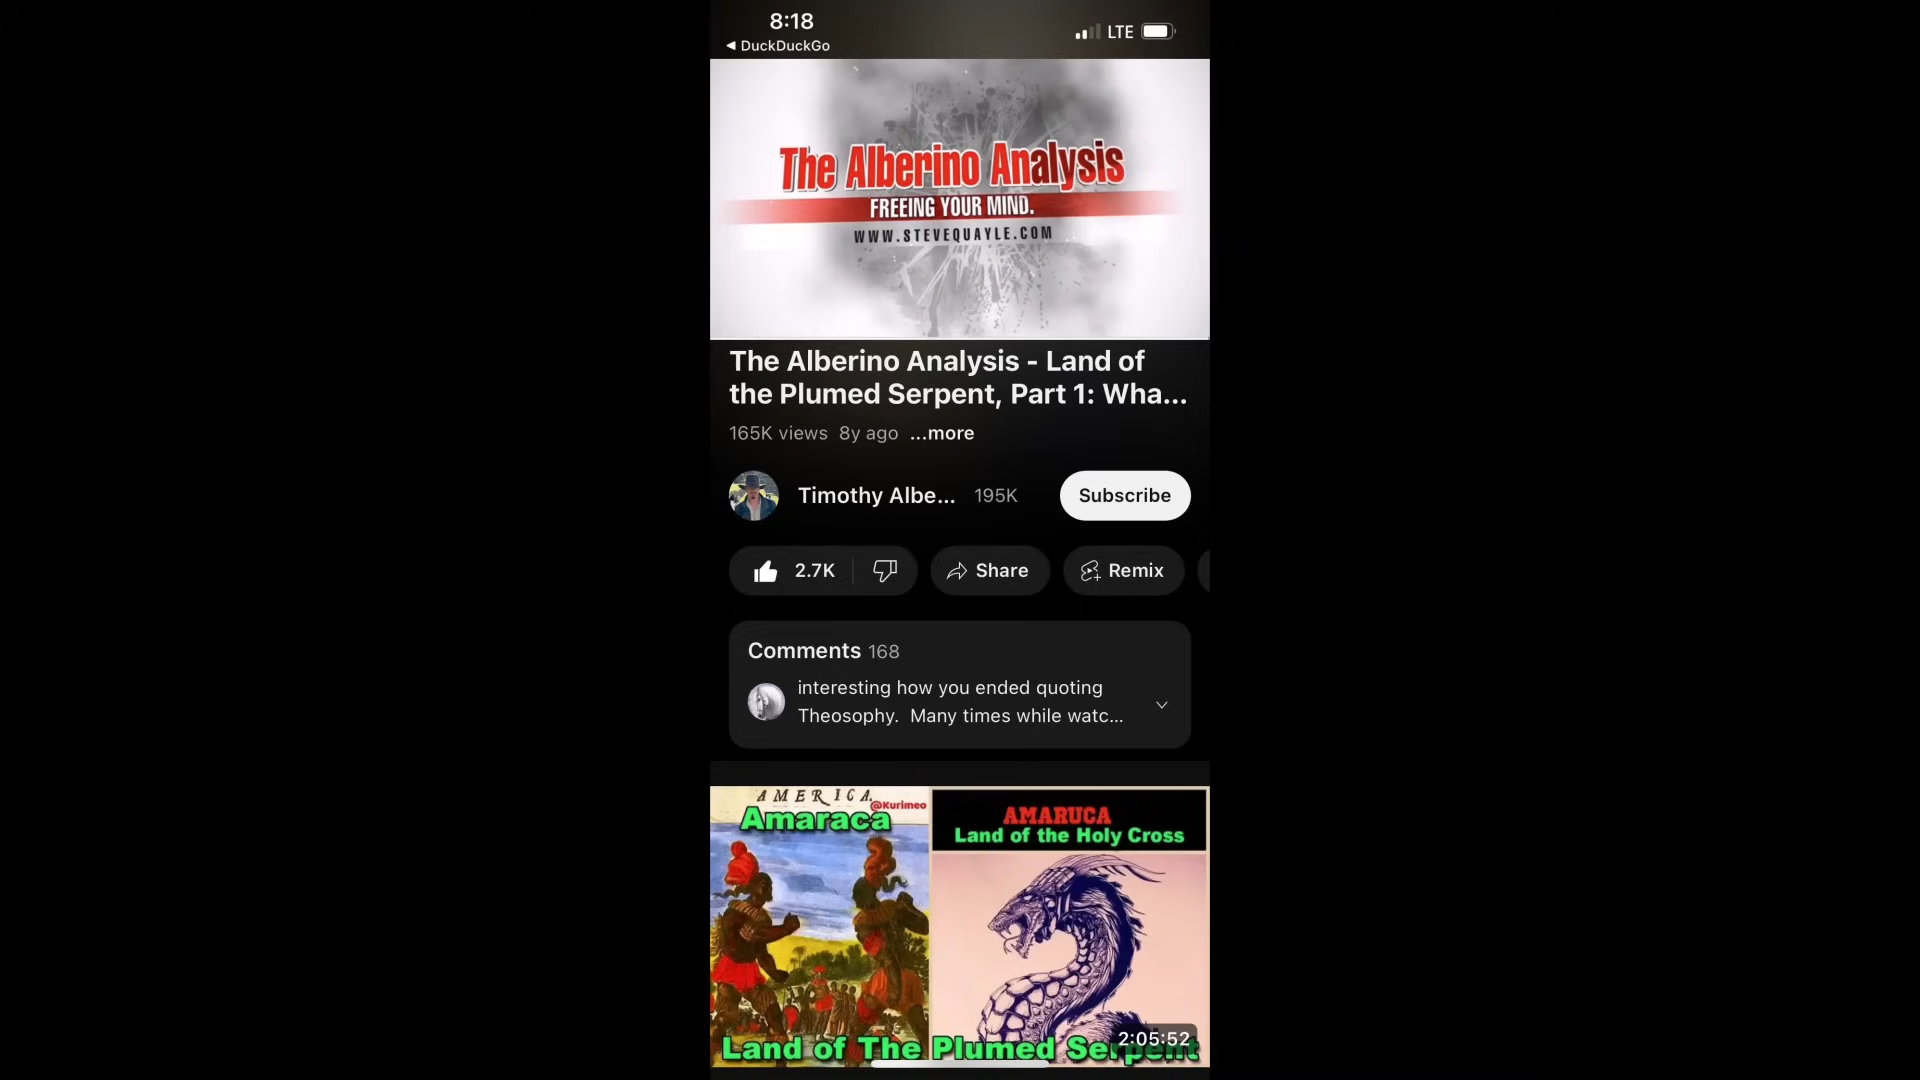 8:18
LTE
◀ DuckDuckGo
The Alberino Analysis
FREEING YOUR MIND.
WWW.STEVEQUAYLE.COM
The Alberino Analysis - Land of
the Plumed Serpent, Part 1: Wha...
165K views 8y ago ...more
Timothy Albe... 195K
Subscribe
2.7K
Share
Remix
Comments 168
interesting how you ended quoting
Theosophy. Many times while watc...
AMERICA
@Kurimeo
Amaraca
AMARUCA
Land of the Holy Cross
2:05:52
Land of The Plumed Serpent